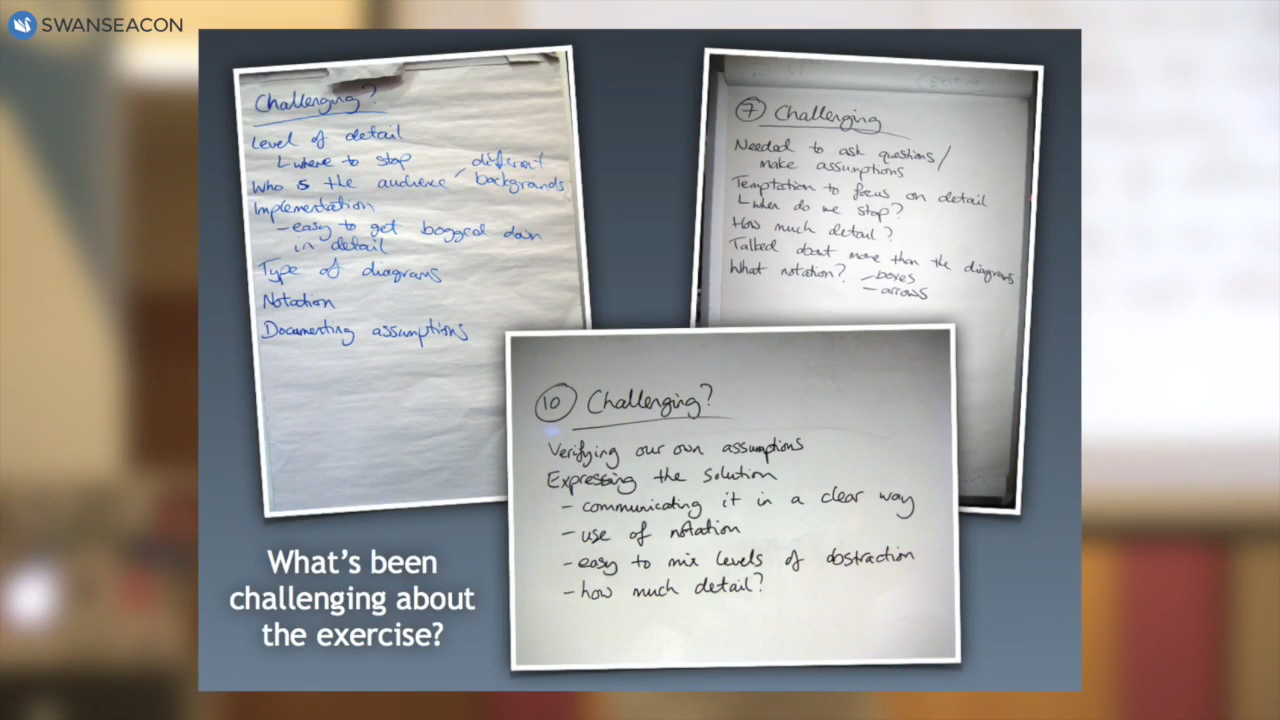 SWANSEACON
Challenging?
Level of detail
where to stop
Who is the audience
different
backgrounds
Implementation
- easy to get bogged down
in detail
Type of diagrams
Notation
Documenting assumptions
7 Challenging
Needed to ask questions/
make assumptions
Temptation to focus on detail
when do we stop?
How much detail?
Talked about more than the diagrams
What notation? - boxes
- arrows
10 Challenging?
Verifying our own assumptions
Expressing the solution
- communicating it in a clear way
- use of notation
- easy to mix levels of abstraction
- how much detail?
What's been
challenging about
the exercise?